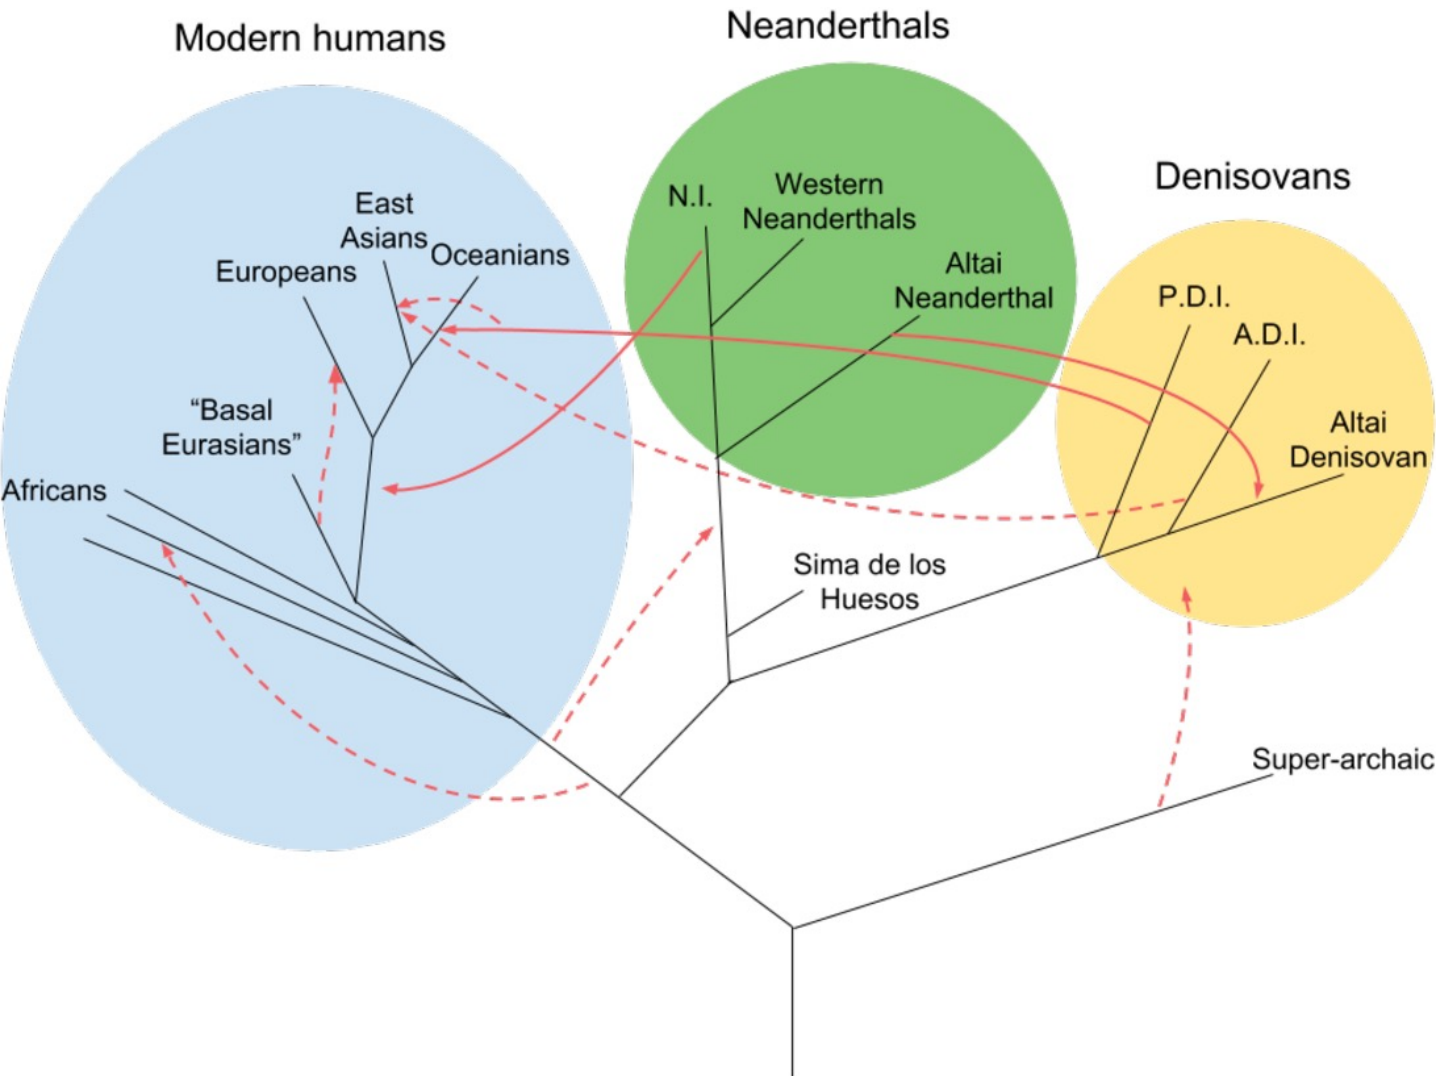 Modern humans
Neanderthals
Denisovans
East
Asians
Oceanians
Europeans
“Basal
Eurasians”
Africans
N.I.
Western
Neanderthals
Altai
Neanderthal
P.D.I.
A.D.I.
Altai
Denisovan
Sima de los
Huesos
Super-archaic